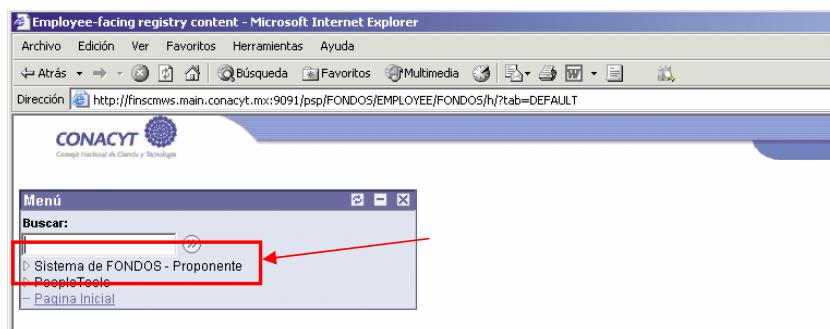 Employee-facing registry content - Microsoft Internet Explorer
Archivo Edición Ver Favoritos Herramientas Ayuda
Atrás Búsqueda Favoritos Multimedia
Dirección http://finscmws.main.conacyt.mx:9091/psp/FONDOS/EMPLOYEE/FONDOS/h/?tab=DEFAULT
CONACYT
Consejo Nacional de Ciencia y Tecnología
Menú
Buscar:
Sistema de FONDOS - Proponente
PeopleTools
Pagina Inicial